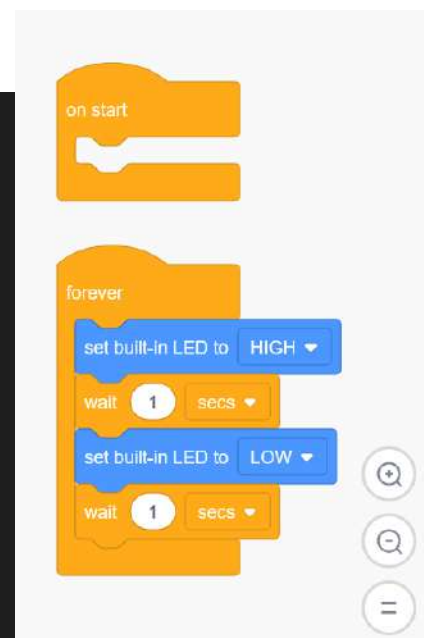 on start
forever
set built-in LED to HIGH
wait 1 secs
set built-in LED to LOW
wait 1 secs